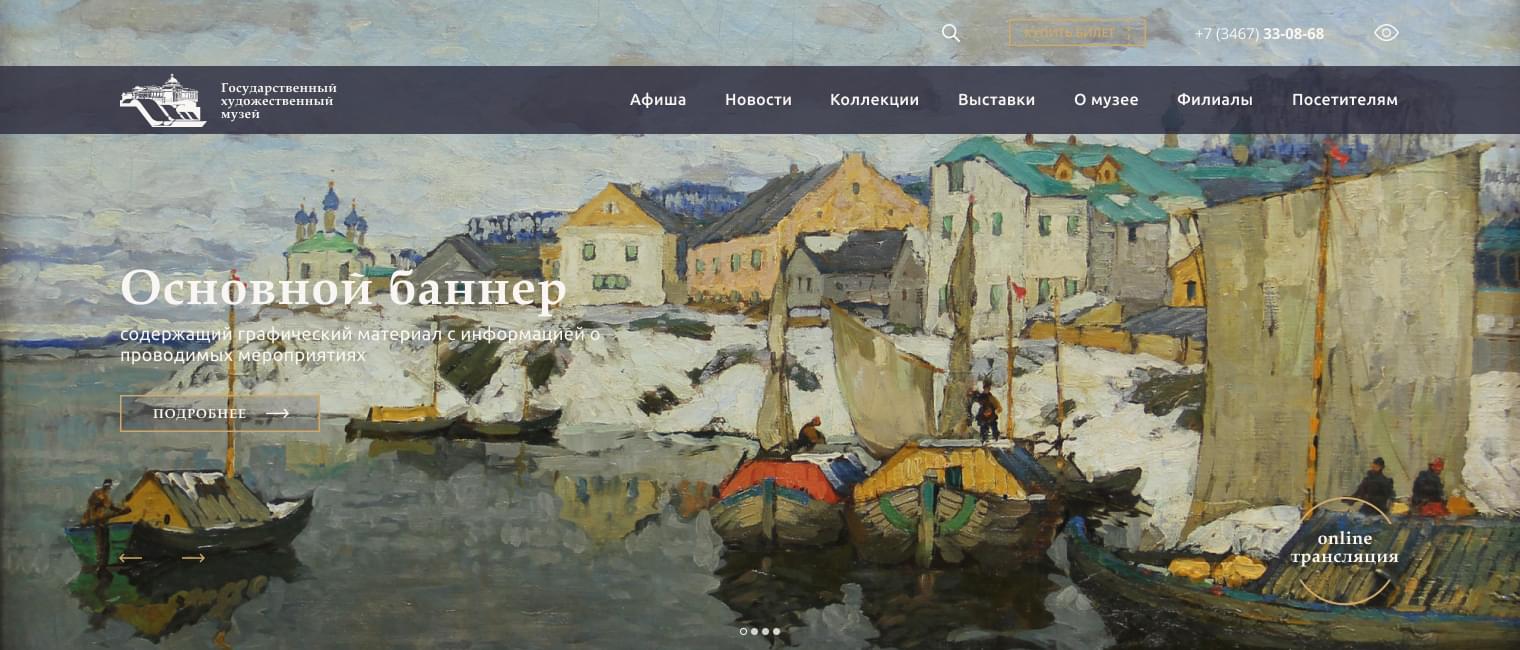 КУПИТЬ БИЛЕТ
+7 (3467) 33-08-68
Государственный
художественный
музей
Афиша Новости Коллекции Выставки О музее Филиалы Посетителям
Основной баннер
содержащий графический материал с информацией о
проводимых мероприятиях
ПОДРОБНЕЕ
online
трансляция